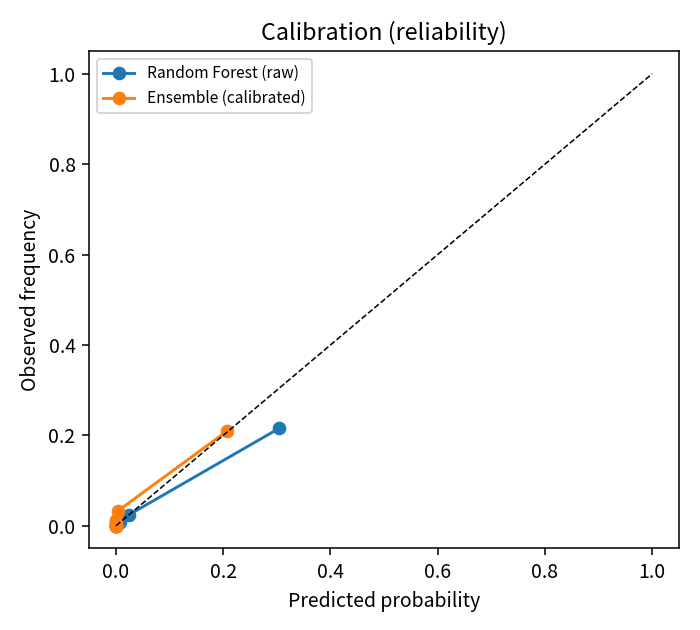 Calibration (reliability)
Random Forest (raw)
Ensemble (calibrated)
Observed frequency
1.0
0.8
0.6
0.4
0.2
0.0
0.0 0.2 0.4 0.6 0.8 1.0
Predicted probability